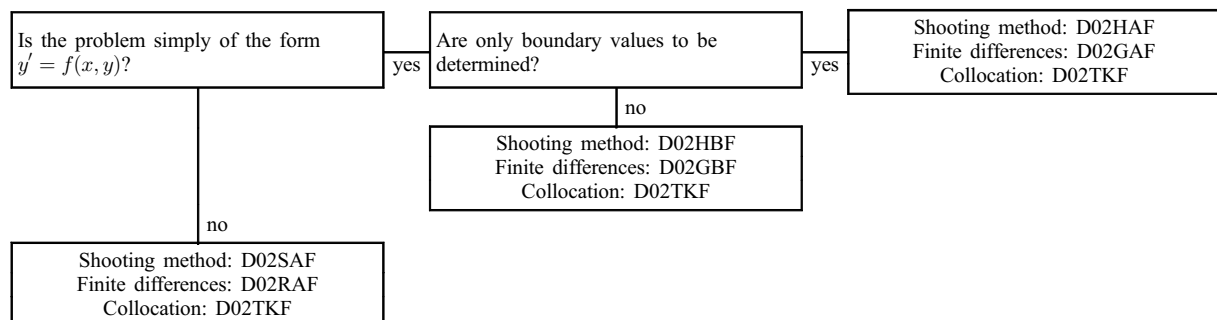 Is the problem simply of the form
y′ = f(x, y)?
yes
Are only boundary values to be
determined?
yes
Shooting method: D02HAF
Finite differences: D02GAF
Collocation: D02TKF
no
Shooting method: D02HBF
Finite differences: D02GBF
Collocation: D02TKF
no
Shooting method: D02SAF
Finite differences: D02RAF
Collocation: D02TKF